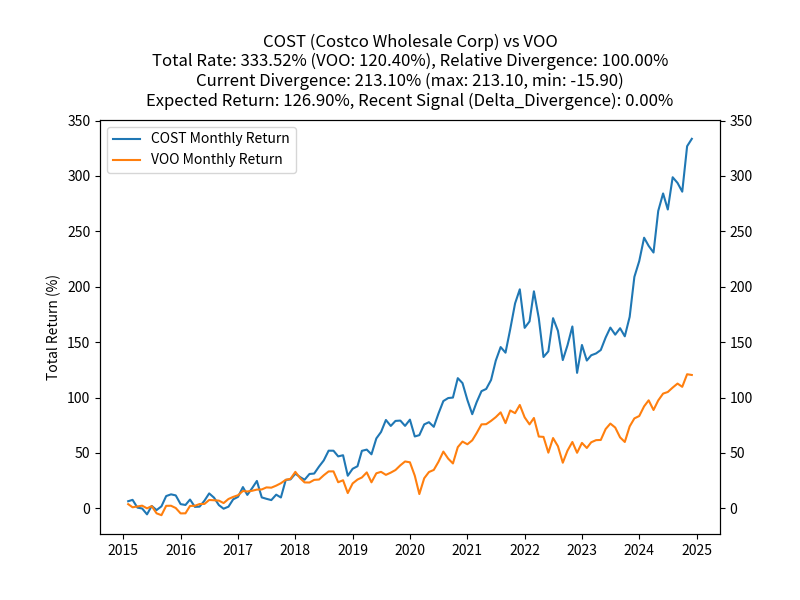 COST (Costco Wholesale Corp) vs VOO
Total Rate: 333.52% (VOO: 120.40%), Relative Divergence: 100.00%
Current Divergence: 213.10% (max: 213.10, min: -15.90)
Expected Return: 126.90%, Recent Signal (Delta_Divergence): 0.00%
COST Monthly Return
VOO Monthly Return
Total Return (%)
350 350
300 300
250 250
200 200
150 150
100 100
50 50
0 0
2015 2016 2017 2018 2019 2020 2021 2022 2023 2024 2025